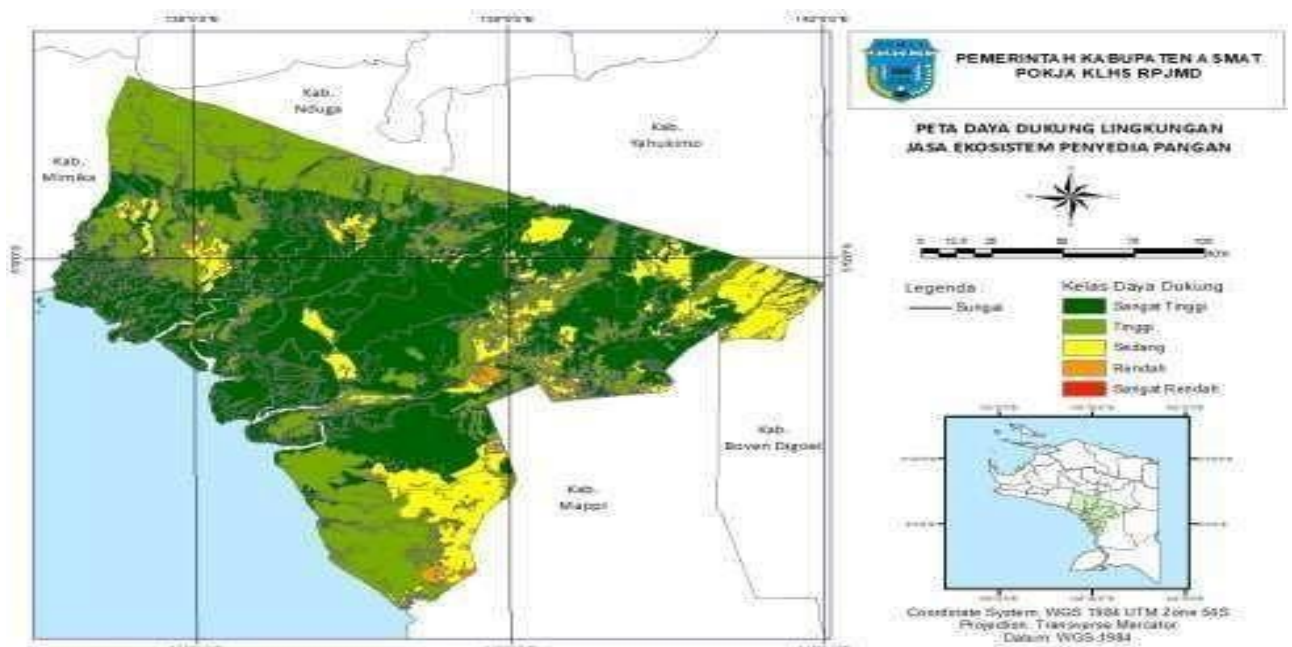 PEMERINTAH KABUPATEN ASMAT
POKJA KLHS RPJMD
PETA DAYA DUKUNG LINGKUNGAN
JASA EKOSISTEM PENYEDIA PANGAN
Kab.
Nduga
Kab.
Yahukimo
Kab.
Mimika
Kab.
Boven Digoel
Kab.
Mappi
Legenda
Sungai
Kelas Daya Dukung
Sangat Tinggi
Tinggi
Sedang
Rendah
Sangat Rendah
Coordinate System: WGS 1984 UTM Zone 54S
Projection: Transverse Mercator
Datum: WGS-1984